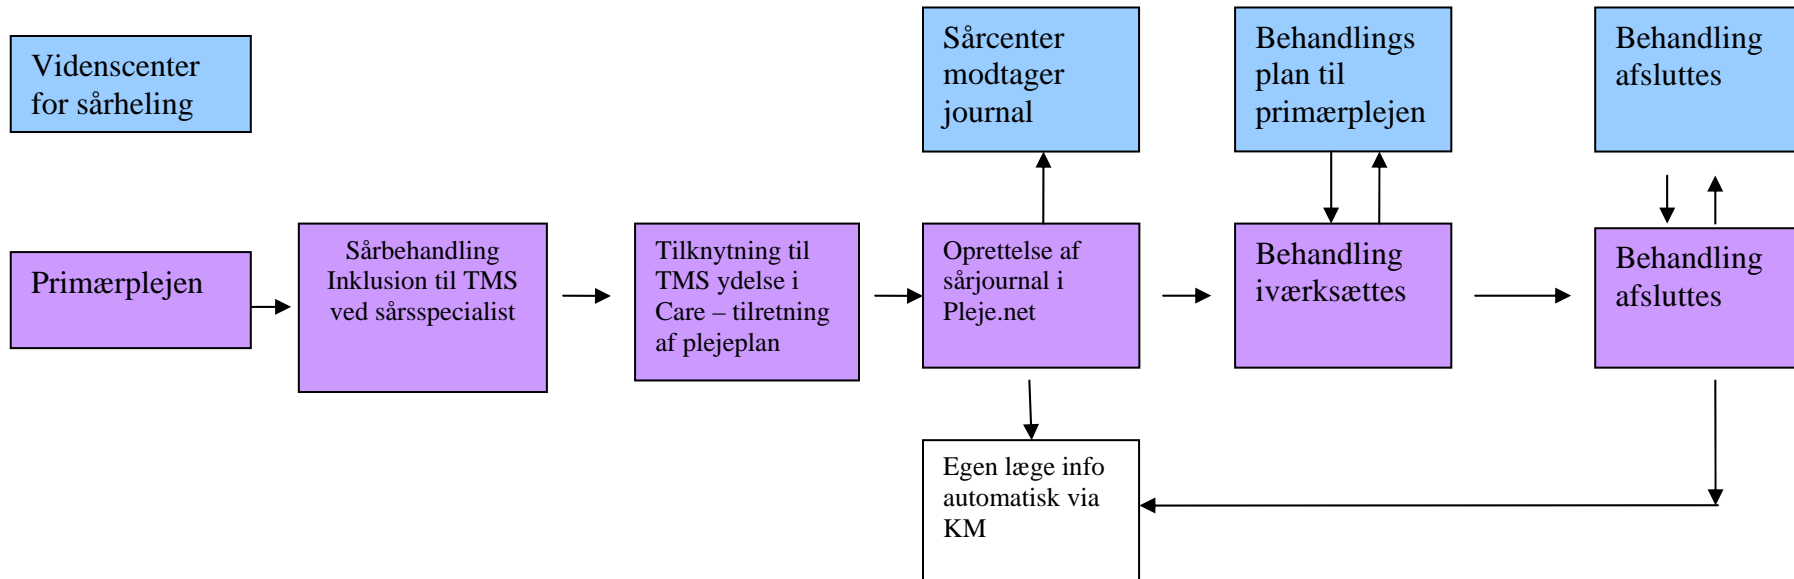 Videnscenter
for sårheling
Sårcenter
modtager
journal
Behandlings
plan til
primærplejen
Behandling
afsluttes
Primærplejen
Sårbehandling
Inklusion til TMS
ved sårsspecialist
Tilknytning til
TMS ydelse i
Care – tilretning
af plejeplan
Oprettelse af
sårjournal i
Pleje.net
Behandling
iværksættes
Behandling
afsluttes
Egen læge info
automatisk via
KM